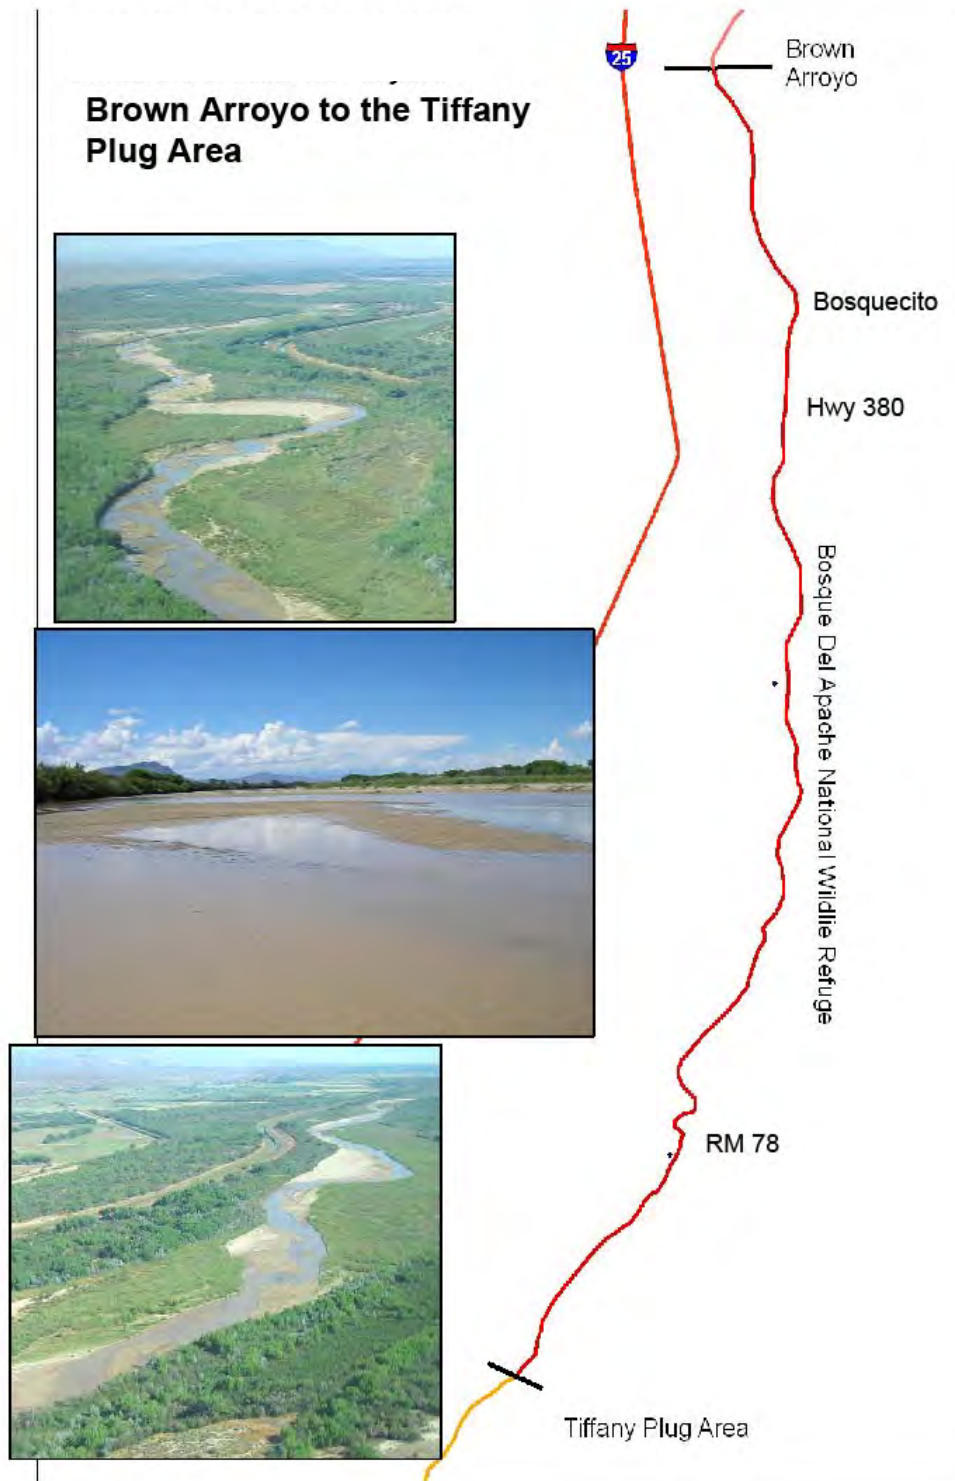 Brown Arroyo to the Tiffany
Plug Area
25
Brown
Arroyo
Bosquecito
Hwy 380
Bosque Del Apache National Wildlie Refuge
RM 78
Tiffany Plug Area